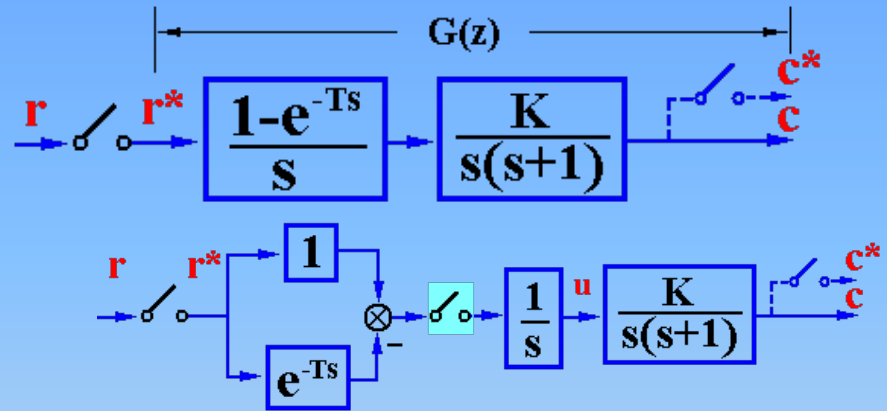 G(z)
r
r*
1-e^-Ts
s
K
s(s+1)
c*
c
r
r*
1
e^-Ts
−
1
s
u
K
s(s+1)
c*
c